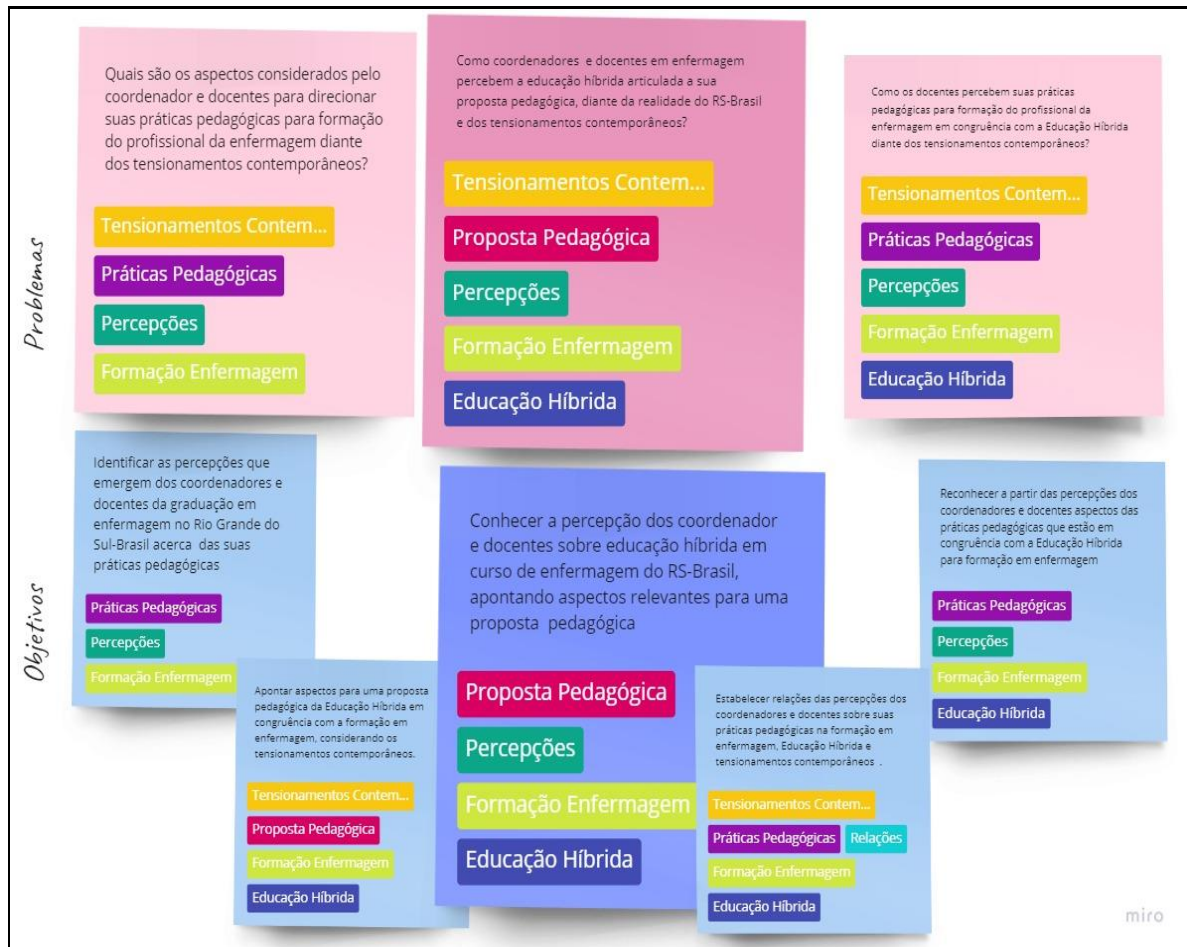 Problemas
Quais são os aspectos considerados pelo
coordenador e docentes para direcionar
suas práticas pedagógicas para formação
do profissional da enfermagem diante
dos tensionamentos contemporâneos?
Tensionamentos Contem...
Práticas Pedagógicas
Percepções
Formação Enfermagem
Como coordenadores e docentes em enfermagem
percebem a educação híbrida articulada a sua
proposta pedagógica, diante da realidade do RS-Brasil
e dos tensionamentos contemporâneos?
Tensionamentos Contem...
Proposta Pedagógica
Percepções
Formação Enfermagem
Educação Híbrida
Como os docentes percebem suas práticas
pedagógicas para formação do profissional da
enfermagem em congruência com a Educação Híbrida
diante dos tensionamentos contemporâneos?
Tensionamentos Contem...
Práticas Pedagógicas
Percepções
Formação Enfermagem
Educação Híbrida
Objetivos
Identificar as percepções que
emergem dos coordenadores e
docentes da graduação em
enfermagem no Rio Grande do
Sul-Brasil acerca das suas
práticas pedagógicas
Práticas Pedagógicas
Percepções
Formação Enfermagem
Apontar aspectos para uma proposta
pedagógica da Educação Híbrida em
congruência com a formação em
enfermagem, considerando os
tensionamentos contemporâneos.
Tensionamentos Contem...
Proposta Pedagógica
Formação Enfermagem
Educação Híbrida
Conhecer a percepção dos coordenador
e docentes sobre educação híbrida em
curso de enfermagem do RS-Brasil,
apontando aspectos relevantes para uma
proposta pedagógica
Proposta Pedagógica
Percepções
Formação Enfermagem
Educação Híbrida
Estabelecer relações das percepções dos
coordenadores e docentes sobre suas
práticas pedagógicas na formação em
enfermagem, Educação Híbrida e
tensionamentos contemporâneos .
Tensionamentos Contem...
Práticas Pedagógicas Relações
Formação Enfermagem
Educação Híbrida
Reconhecer a partir das percepções dos
coordenadores e docentes aspectos das
práticas pedagógicas que estão em
congruência com a Educação Híbrida
para formação em enfermagem
Práticas Pedagógicas
Percepções
Formação Enfermagem
Educação Híbrida
miro